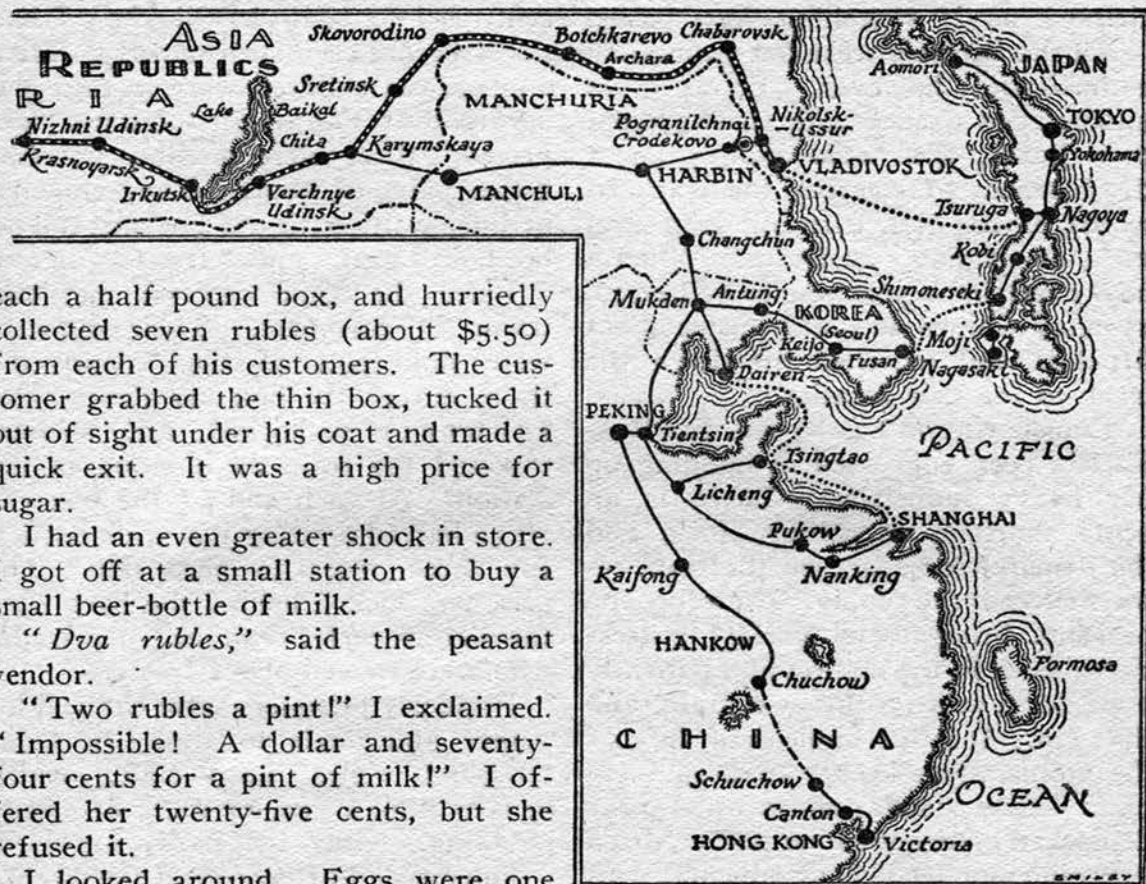 ASIA
REPUBLICS
RIA
Lake Baikal
Nizhni Udinsk
Krasnoyarsk
Irkutsk
Verchnye
Udinsk
Chita
Karymskaya
Sretinsk
Skovorodino
Botchkarevo
Archara
Chabarovsk
MANCHURIA
Pogranilchnai
Crodekovo
Nikolsk-
Ussur
MANCHULI
HARBIN
VLADIVOSTOK
Aomori
JAPAN
TOKYO
Yokohama
Tsuruga
Nagoya
Kobi
Shimoneseki
Moji
Nagasaki
Changchun
Mukden
Antung
KOREA
(Seoul)
Keijo
Fusan
Dairen
PEKING
Tientsin
Tsingtao
Licheng
PACIFIC
Pukow
SHANGHAI
Nanking
Kaifong
HANKOW
Chuchou)
Formosa
CHINA
Schuchow
OCEAN
Canton
HONG KONG
Victoria
SMILEY
each a half pound box, and hurriedly
collected seven rubles (about $5.50)
from each of his customers. The cus-
tomer grabbed the thin box, tucked it
out of sight under his coat and made a
quick exit. It was a high price for
sugar.
I had an even greater shock in store.
I got off at a small station to buy a
small beer-bottle of milk.
"Dva rubles," said the peasant
vendor.
"Two rubles a pint!" I exclaimed.
"Impossible! A dollar and seventy-
four cents for a pint of milk!" I of-
fered her twenty-five cents, but she
refused it.
I looked around. Eggs were one